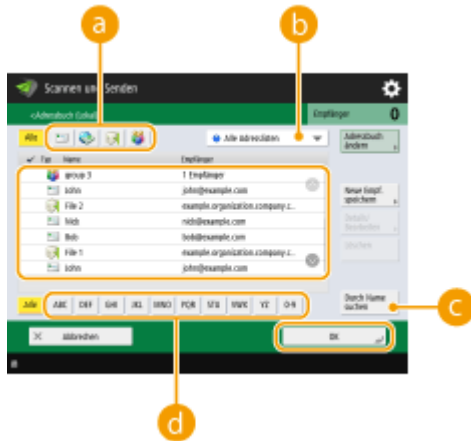 a
b
Scannen und Senden
<Adressbuch (Lokal)>
Empfänger 0
Alle
Alle Adresslisten
Adressbuch ändern
✓ Typ Name Empfänger
group 3 1 Empfänger
John john@example.com
File 2 example.organization.company.c...
Nick nick@example.com
Bob bob@example.com
File 1 example.organization.company.c...
John john@example.com
Neue Empf. speichern
Details/ Bearbeiten
Löschen
Durch Name suchen
c
Alle ABC DEF GHI JKL MNO PQR STU VWX YZ 0-9
Abbrechen
OK
d